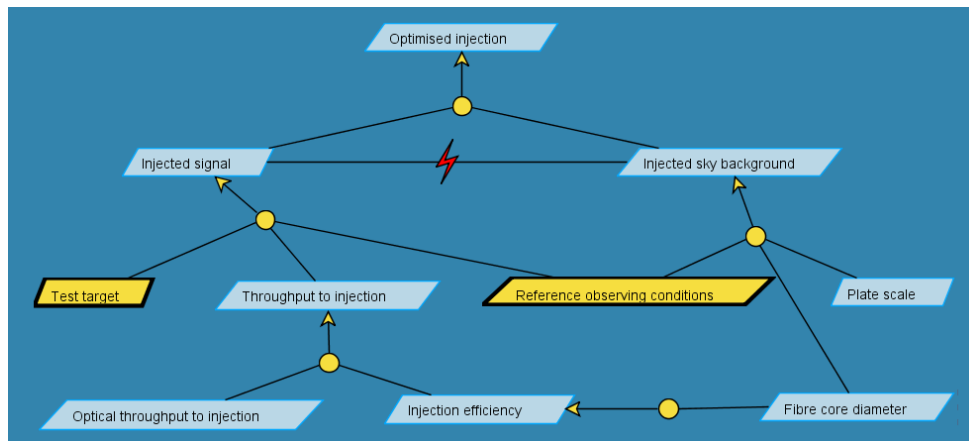 Optimised injection
Injected signal
Injected sky background
Test target
Throughput to injection
Reference observing conditions
Plate scale
Optical throughput to injection
Injection efficiency
Fibre core diameter